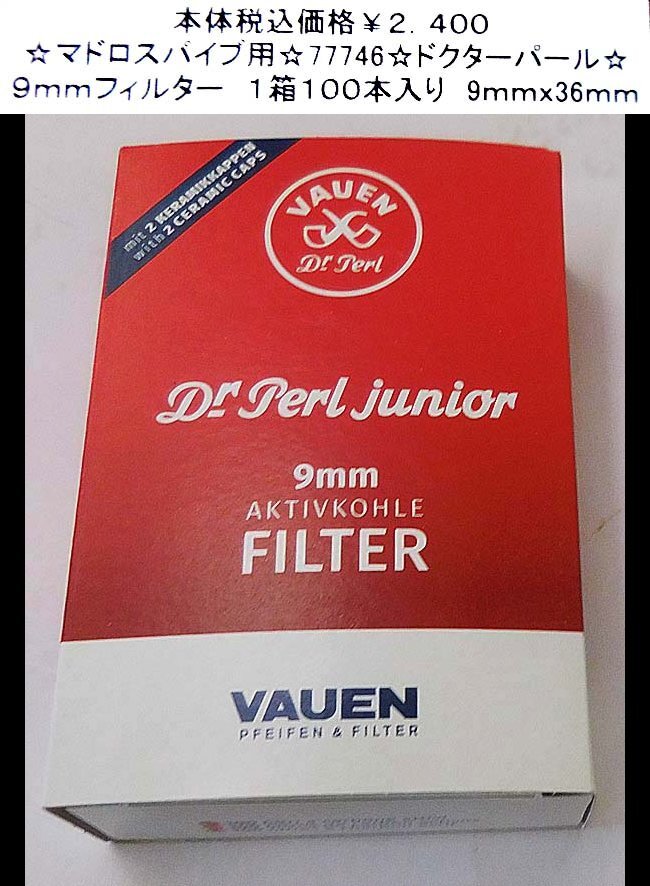 本体税込価格￥２．４００
☆マドロスパイプ用☆77746☆ドクターパール☆
９ｍｍフィルター　１箱１００本入り　9mmx36mm
mit 2 KERAMIKKAPPEN
with 2 CERAMIC CAPS
VAUEN
Dr Perl
Dr Perl junior
9mm
AKTIVKOHLE
FILTER
VAUEN
PFEIFEN & FILTER